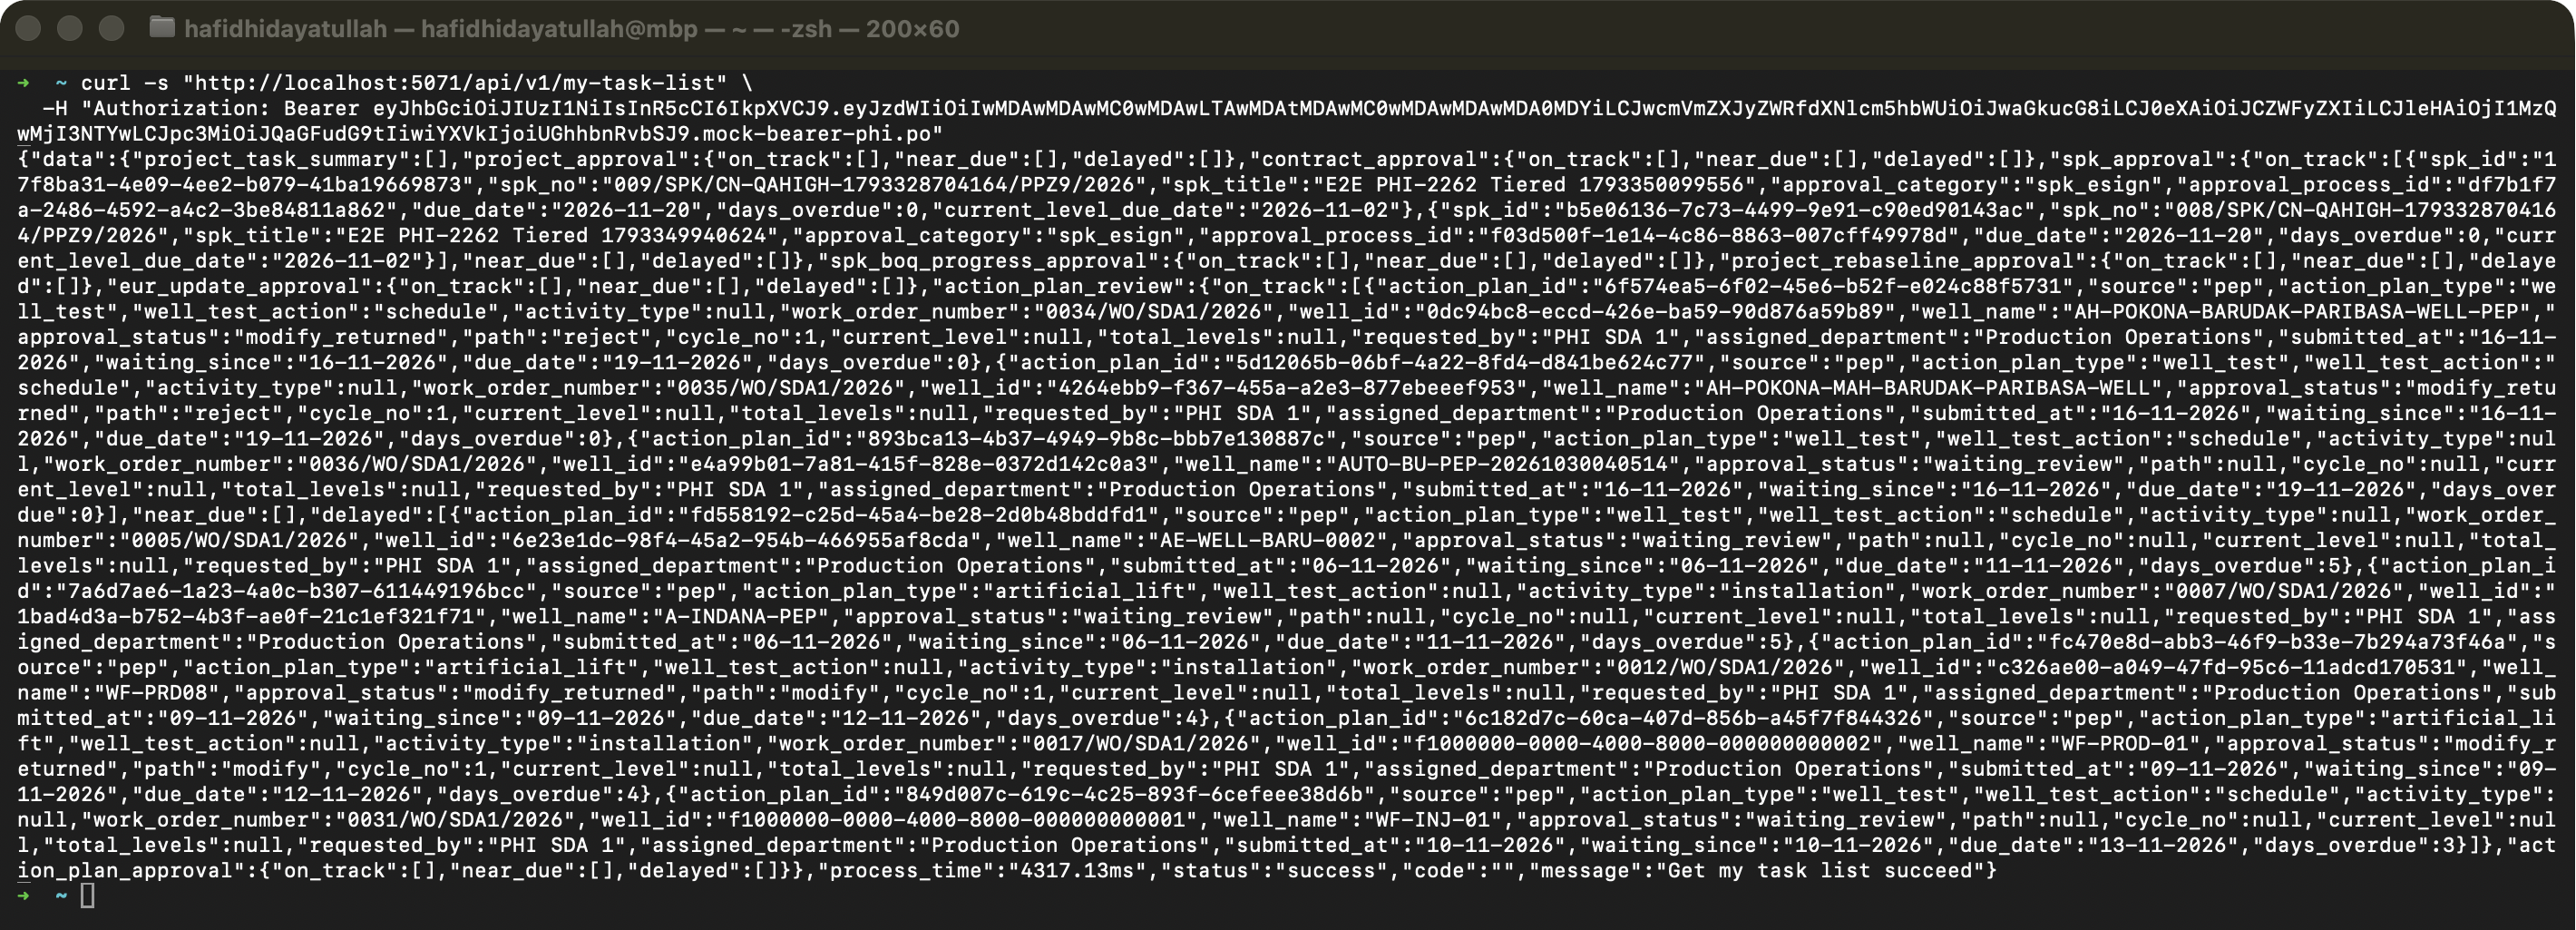 hafidhidayatullah — hafidhidayatullah@mbp — ~ — -zsh — 200×60
➜  ~ curl -s "http://localhost:5071/api/v1/my-task-list" \
  -H "Authorization: Bearer eyJhbGciOiJIUzI1NiIsInR5cCI6IkpXVCJ9.eyJzdWIiOiIwMDAwMDAwMC0wMDAwLTAwMDAtMDAwMC0wMDAwMDAwMDA0MDYiLCJwcmVmZXJyZWRfdXNlcm5hbWUiOiJwaGkucG8iLCJ0eXAiOiJCZWFyZXIiLCJleHAiOjI1MzQ
wMjI3NTYwLCJpc3MiOiJQaGFudG9tIiwiYXVkIjoiUGhhbnRvbSJ9.mock-bearer-phi.po"
{"data":{"project_task_summary":[],"project_approval":{"on_track":[],"near_due":[],"delayed":[]},"contract_approval":{"on_track":[],"near_due":[],"delayed":[]},"spk_approval":{"on_track":[{"spk_id":"1
7f8ba31-4e09-4ee2-b079-41ba19669873","spk_no":"009/SPK/CN-QAHIGH-1793328704164/PPZ9/2026","spk_title":"E2E PHI-2262 Tiered 1793350099556","approval_category":"spk_esign","approval_process_id":"df7b1f7
a-2486-4592-a4c2-3be84811a862","due_date":"2026-11-20","days_overdue":0,"current_level_due_date":"2026-11-02"},{"spk_id":"b5e06136-7c73-4499-9e91-c90ed90143ac","spk_no":"008/SPK/CN-QAHIGH-179332870416
4/PPZ9/2026","spk_title":"E2E PHI-2262 Tiered 1793349940624","approval_category":"spk_esign","approval_process_id":"f03d500f-1e14-4c86-8863-007cff49978d","due_date":"2026-11-20","days_overdue":0,"curr
ent_level_due_date":"2026-11-02"}],"near_due":[],"delayed":[]},"spk_boq_progress_approval":{"on_track":[],"near_due":[],"delayed":[]},"project_rebaseline_approval":{"on_track":[],"near_due":[],"delaye
d":[]},"eur_update_approval":{"on_track":[],"near_due":[],"delayed":[]},"action_plan_review":{"on_track":[{"action_plan_id":"6f574ea5-6f02-45e6-b52f-e024c88f5731","source":"pep","action_plan_type":"we
ll_test","well_test_action":"schedule","activity_type":null,"work_order_number":"0034/WO/SDA1/2026","well_id":"0dc94bc8-eccd-426e-ba59-90d876a59b89","well_name":"AH-POKONA-BARUDAK-PARIBASA-WELL-PEP","
approval_status":"modify_returned","path":"reject","cycle_no":1,"current_level":null,"total_levels":null,"requested_by":"PHI SDA 1","assigned_department":"Production Operations","submitted_at":"16-11-
2026","waiting_since":"16-11-2026","due_date":"19-11-2026","days_overdue":0},{"action_plan_id":"5d12065b-06bf-4a22-8fd4-d841be624c77","source":"pep","action_plan_type":"well_test","well_test_action":"
schedule","activity_type":null,"work_order_number":"0035/WO/SDA1/2026","well_id":"4264ebb9-f367-455a-a2e3-877ebeeef953","well_name":"AH-POKONA-MAH-BARUDAK-PARIBASA-WELL","approval_status":"modify_retu
rned","path":"reject","cycle_no":1,"current_level":null,"total_levels":null,"requested_by":"PHI SDA 1","assigned_department":"Production Operations","submitted_at":"16-11-2026","waiting_since":"16-11-
2026","due_date":"19-11-2026","days_overdue":0},{"action_plan_id":"893bca13-4b37-4949-9b8c-bbb7e130887c","source":"pep","action_plan_type":"well_test","well_test_action":"schedule","activity_type":nul
l,"work_order_number":"0036/WO/SDA1/2026","well_id":"e4a99b01-7a81-415f-828e-0372d142c0a3","well_name":"AUTO-BU-PEP-20261030040514","approval_status":"waiting_review","path":null,"cycle_no":null,"curr
ent_level":null,"total_levels":null,"requested_by":"PHI SDA 1","assigned_department":"Production Operations","submitted_at":"16-11-2026","waiting_since":"16-11-2026","due_date":"19-11-2026","days_over
due":0}],"near_due":[],"delayed":[{"action_plan_id":"fd558192-c25d-45a4-be28-2d0b48bddfd1","source":"pep","action_plan_type":"well_test","well_test_action":"schedule","activity_type":null,"work_order_
number":"0005/WO/SDA1/2026","well_id":"6e23e1dc-98f4-45a2-954b-466955af8cda","well_name":"AE-WELL-BARU-0002","approval_status":"waiting_review","path":null,"cycle_no":null,"current_level":null,"total_
levels":null,"requested_by":"PHI SDA 1","assigned_department":"Production Operations","submitted_at":"06-11-2026","waiting_since":"06-11-2026","due_date":"11-11-2026","days_overdue":5},{"action_plan_i
d":"7a6d7ae6-1a23-4a0c-b307-611449196bcc","source":"pep","action_plan_type":"artificial_lift","well_test_action":null,"activity_type":"installation","work_order_number":"0007/WO/SDA1/2026","well_id":"
1bad4d3a-b752-4b3f-ae0f-21c1ef321f71","well_name":"A-INDANA-PEP","approval_status":"waiting_review","path":null,"cycle_no":null,"current_level":null,"total_levels":null,"requested_by":"PHI SDA 1","ass
igned_department":"Production Operations","submitted_at":"06-11-2026","waiting_since":"06-11-2026","due_date":"11-11-2026","days_overdue":5},{"action_plan_id":"fc470e8d-abb3-46f9-b33e-7b294a73f46a","s
ource":"pep","action_plan_type":"artificial_lift","well_test_action":null,"activity_type":"installation","work_order_number":"0012/WO/SDA1/2026","well_id":"c326ae00-a049-47fd-95c6-11adcd170531","well_
name":"WF-PRD08","approval_status":"modify_returned","path":"modify","cycle_no":1,"current_level":null,"total_levels":null,"requested_by":"PHI SDA 1","assigned_department":"Production Operations","sub
mitted_at":"09-11-2026","waiting_since":"09-11-2026","due_date":"12-11-2026","days_overdue":4},{"action_plan_id":"6c182d7c-60ca-407d-856b-a45f7f844326","source":"pep","action_plan_type":"artificial_li
ft","well_test_action":null,"activity_type":"installation","work_order_number":"0017/WO/SDA1/2026","well_id":"f1000000-0000-4000-8000-000000000002","well_name":"WF-PROD-01","approval_status":"modify_r
eturned","path":"modify","cycle_no":1,"current_level":null,"total_levels":null,"requested_by":"PHI SDA 1","assigned_department":"Production Operations","submitted_at":"09-11-2026","waiting_since":"09-
11-2026","due_date":"12-11-2026","days_overdue":4},{"action_plan_id":"849d007c-619c-4c25-893f-6cefeee38d6b","source":"pep","action_plan_type":"well_test","well_test_action":"schedule","activity_type":
null,"work_order_number":"0031/WO/SDA1/2026","well_id":"f1000000-0000-4000-8000-000000000001","well_name":"WF-INJ-01","approval_status":"waiting_review","path":null,"cycle_no":null,"current_level":nul
l,"total_levels":null,"requested_by":"PHI SDA 1","assigned_department":"Production Operations","submitted_at":"10-11-2026","waiting_since":"10-11-2026","due_date":"13-11-2026","days_overdue":3}]},"act
ion_plan_approval":{"on_track":[],"near_due":[],"delayed":[]}},"process_time":"4317.13ms","status":"success","code":"","message":"Get my task list succeed"}
➜  ~